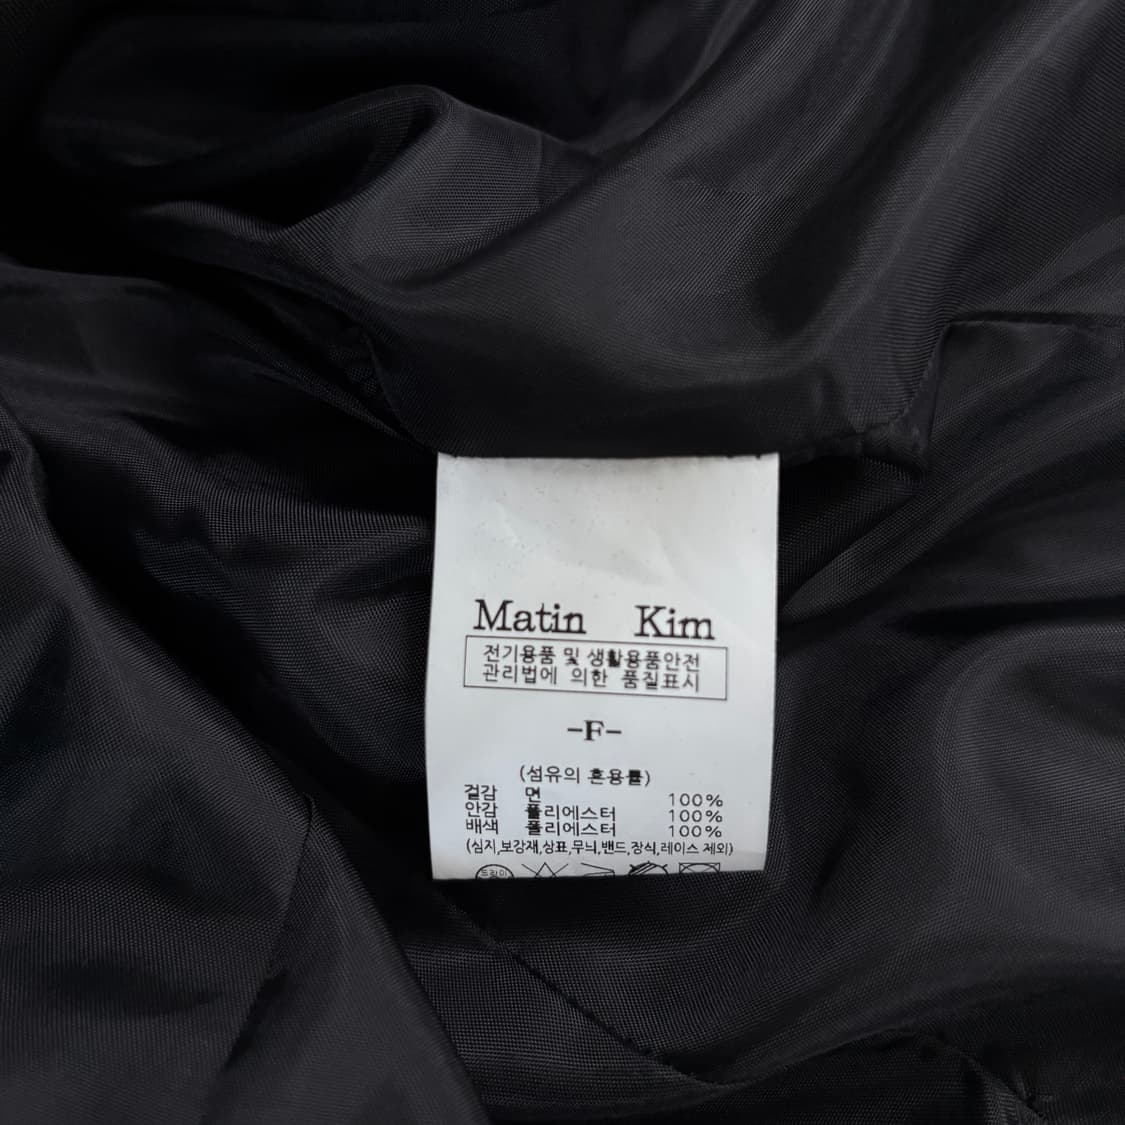 Matin Kim
전기용품 및 생활용품안전
관리법에 의한 품질표시
-F-
(섬유의 혼용률)
겉감 면 100%
안감 폴리에스터 100%
배색 폴리에스터 100%
(심지,보강재,상표,무늬,밴드,장식,레이스 제외)